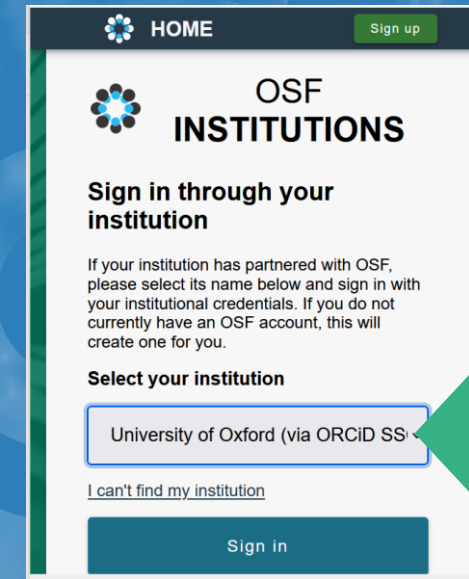 HOME
Sign up
OSF
INSTITUTIONS
Sign in through your
institution
If your institution has partnered with OSF,
please select its name below and sign in with
your institutional credentials. If you do not
currently have an OSF account, this will
create one for you.
Select your institution
University of Oxford (via ORCiD SS
I can't find my institution
Sign in